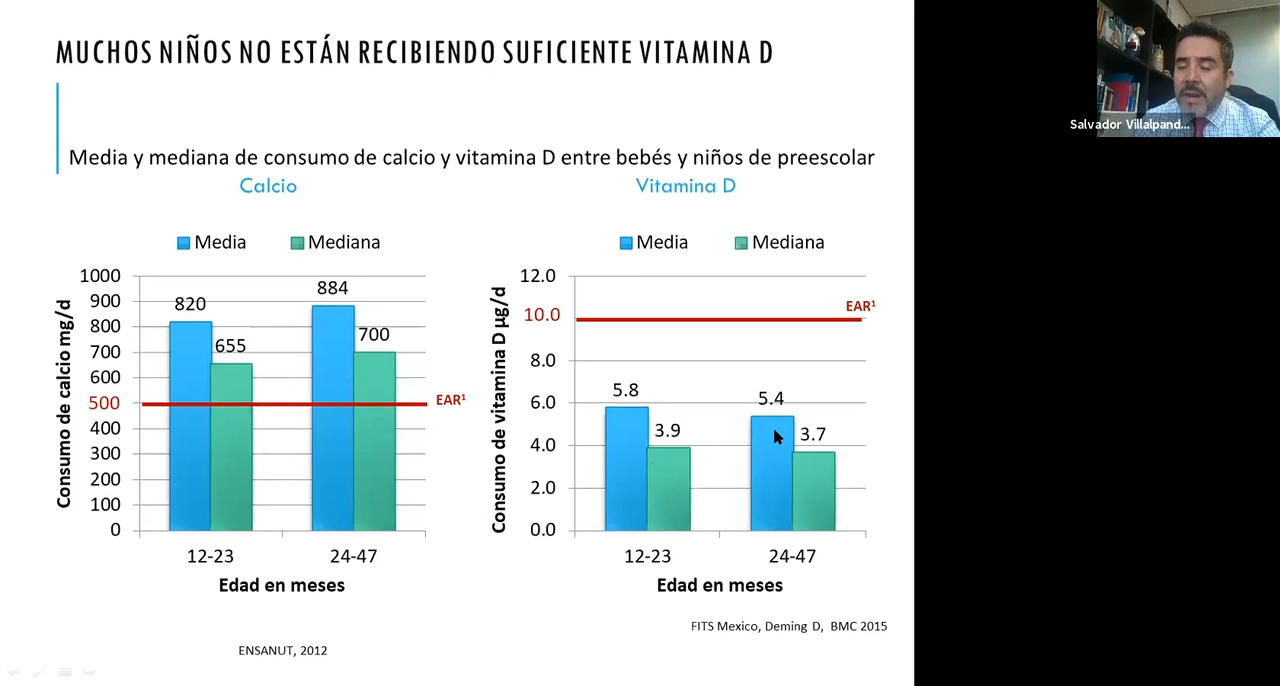 MUCHOS NIÑOS NO ESTÁN RECIBIENDO SUFICIENTE VITAMINA D
Salvador Villalpand...
Media y mediana de consumo de calcio y vitamina D entre bebés y niños de preescolar
Calcio
Media
Mediana
Consumo de calcio mg/d
1000
900
800
700
600
500
400
300
200
100
0
820
655
884
700
EAR¹
12-23
24-47
Edad en meses
ENSANUT, 2012
Vitamina D
Media
Mediana
Consumo de vitamina D µg/d
12.0
10.0
8.0
6.0
4.0
2.0
0.0
EAR¹
5.8
3.9
5.4
3.7
12-23
24-47
Edad en meses
FITS Mexico, Deming D, BMC 2015